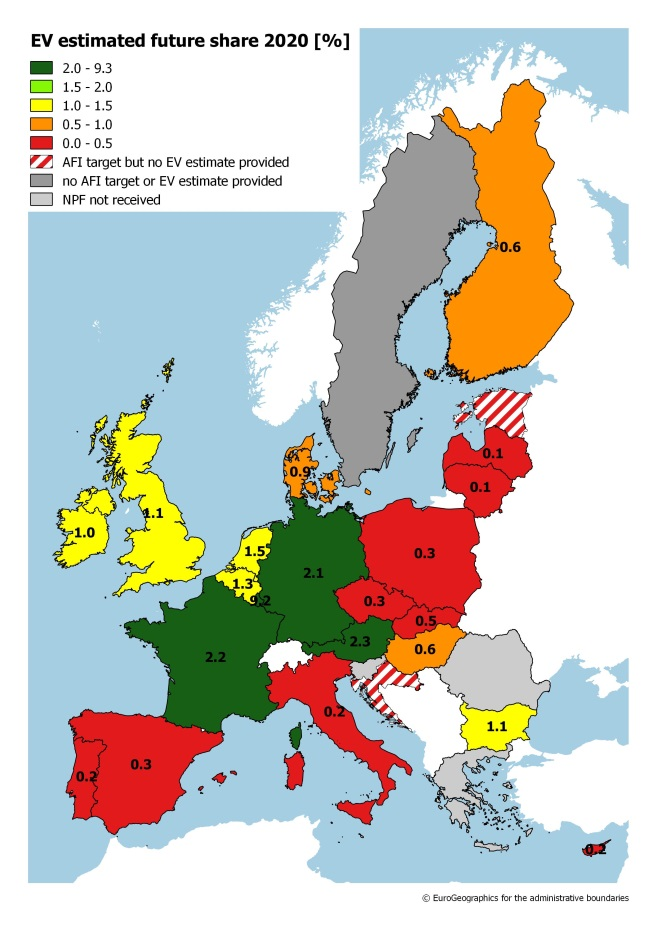 EV estimated future share 2020 [%]
2.0 - 9.3
1.5 - 2.0
1.0 - 1.5
0.5 - 1.0
0.0 - 0.5
AFI target but no EV estimate provided
no AFI target or EV estimate provided
NPF not received
0.6
0.1
0.9
0.1
1.1
1.0
1.5
0.3
2.1
1.3
9.2
0.3
0.5
2.3
0.6
2.2
0.2
1.1
0.3
0.2
0.2
© EuroGeographics for the administrative boundaries